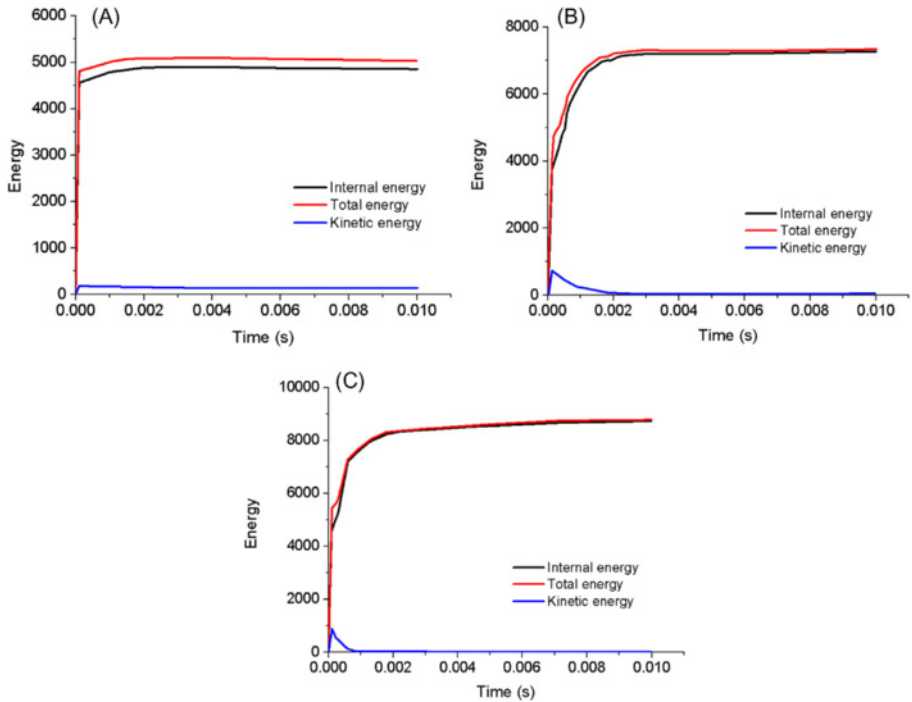 (A)
6000
5000
4000
3000
2000
1000
0
Energy
Internal energy
Total energy
Kinetic energy
0.000 0.002 0.004 0.006 0.008 0.010
Time (s)
(B)
8000
6000
4000
2000
0
Energy
Internal energy
Total energy
Kinetic energy
0.000 0.002 0.004 0.006 0.008 0.010
Time (s)
(C)
10000
8000
6000
4000
2000
0
Energy
Internal energy
Total energy
Kinetic energy
0.000 0.002 0.004 0.006 0.008 0.010
Time (s)